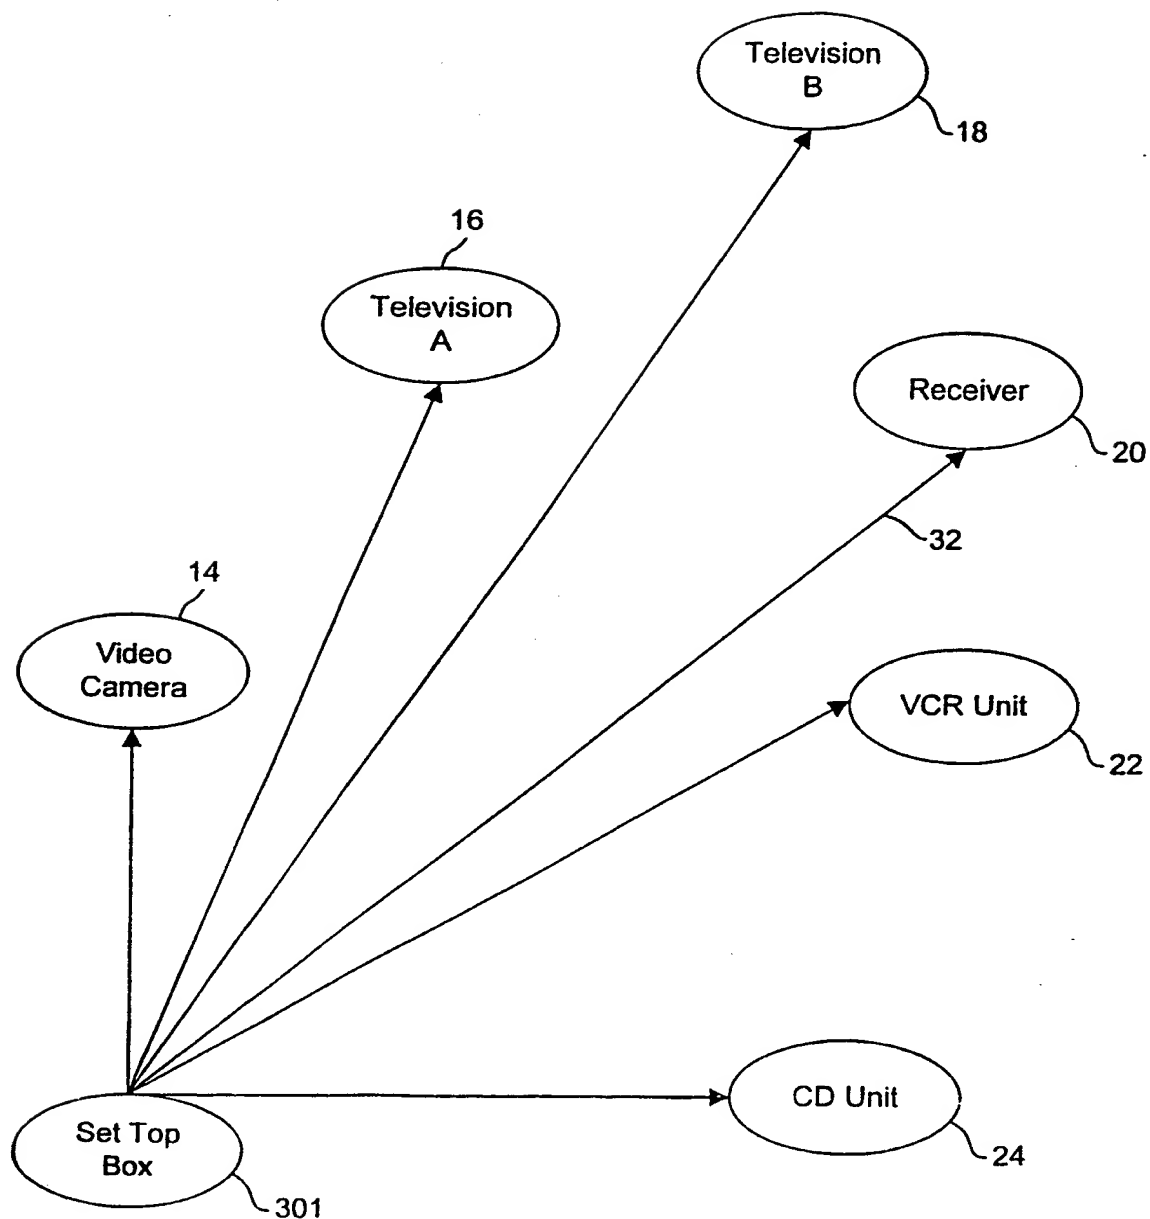 Television
B
18
16
Television
A
Receiver
20
32
14
Video
Camera
VCR Unit
22
CD Unit
24
Set Top
Box
301